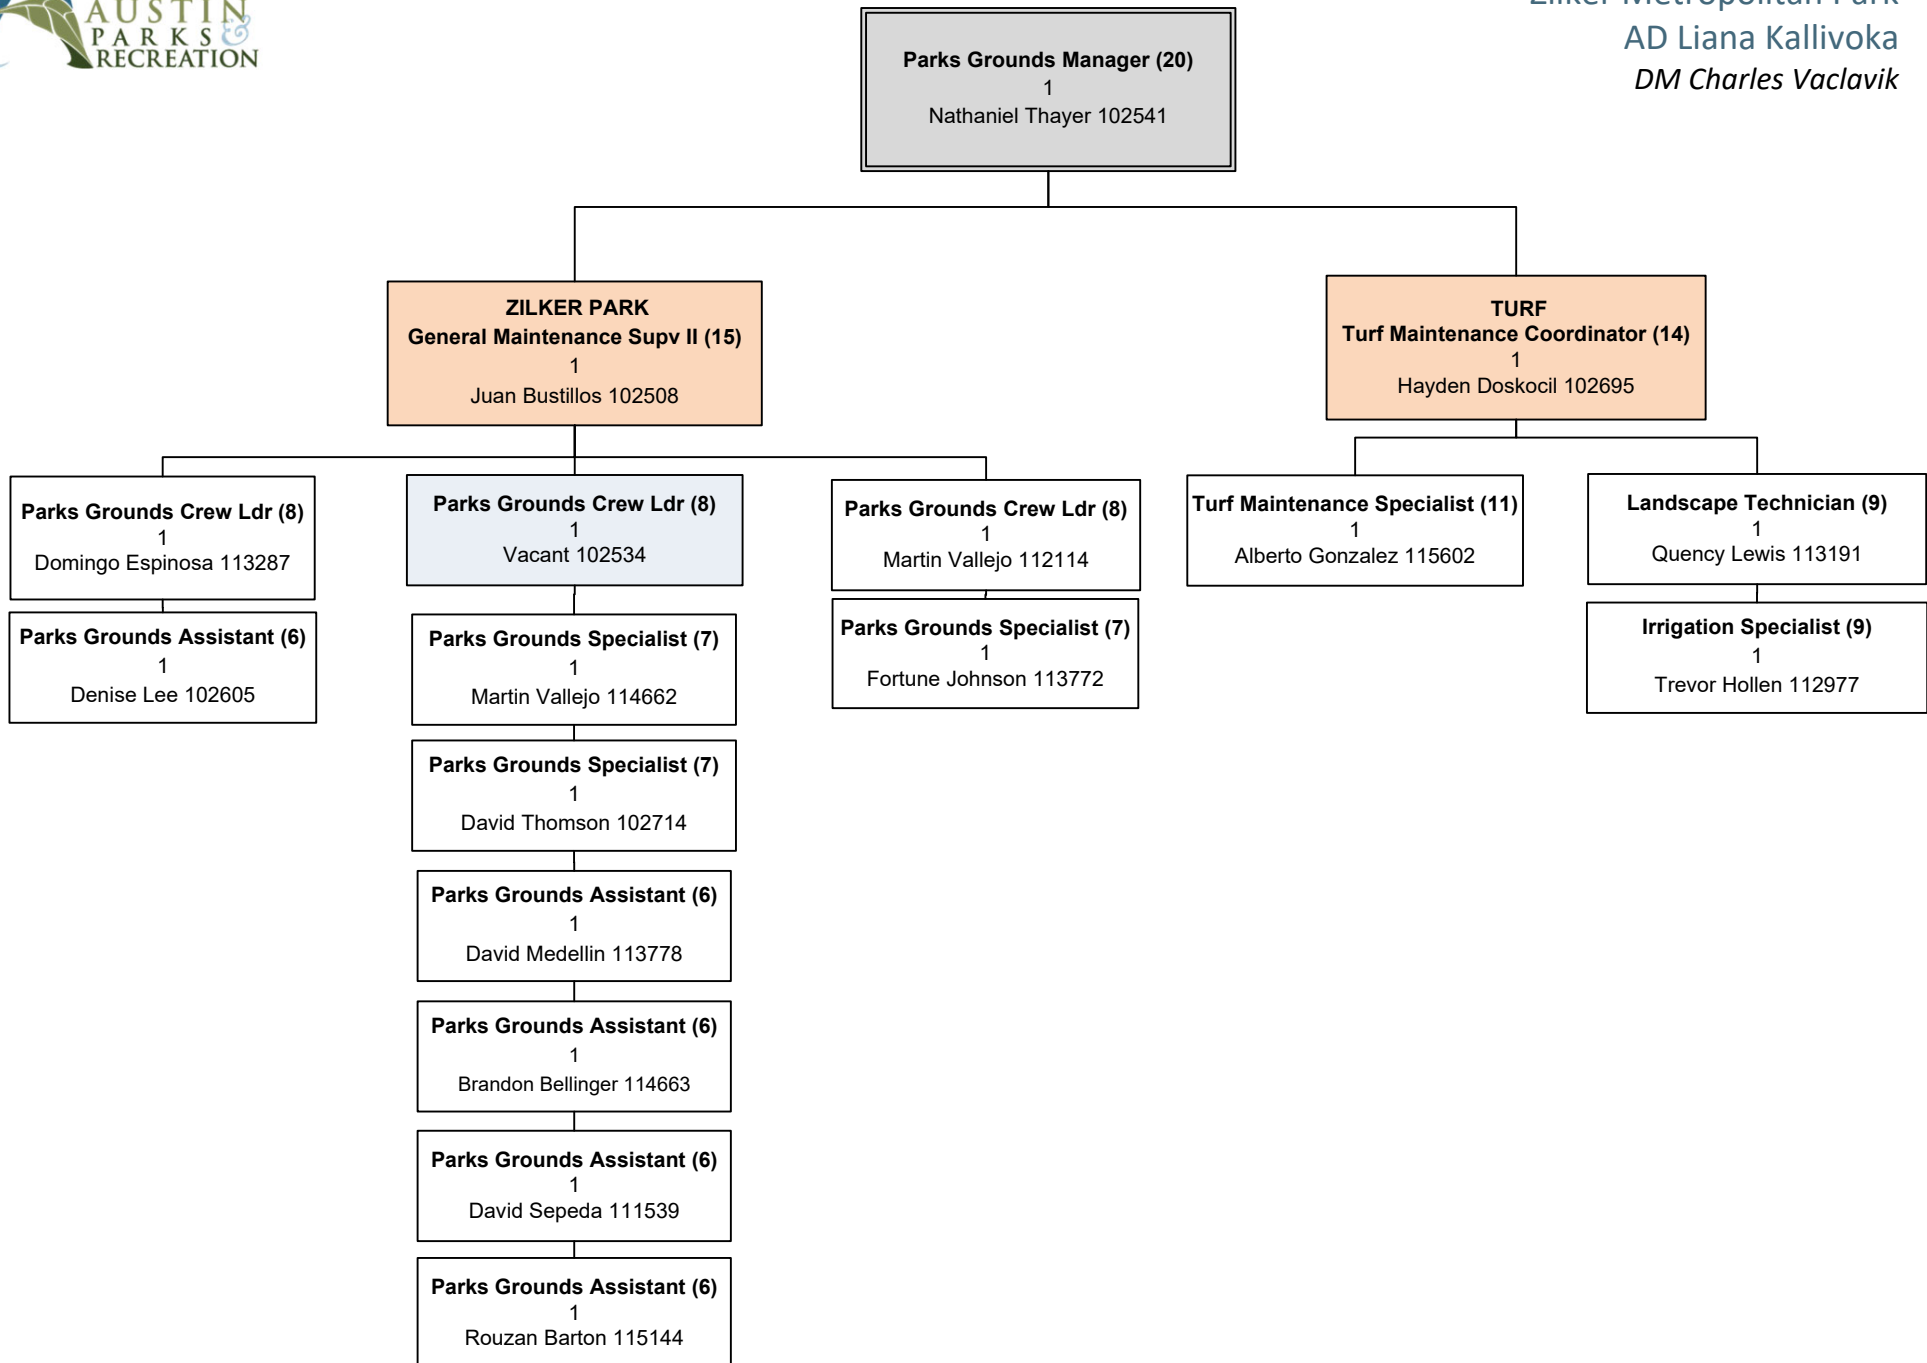 AUSTIN
PARKS &
RECREATION
Zilker Metropolitan Park
AD Liana Kallivoka
DM Charles Vaclavik
Parks Grounds Manager (20)
1
Nathaniel Thayer 102541
ZILKER PARK
General Maintenance Supv II (15)
1
Juan Bustillos 102508
TURF
Turf Maintenance Coordinator (14)
1
Hayden Doskocil 102695
Parks Grounds Crew Ldr (8)
1
Domingo Espinosa 113287
Parks Grounds Assistant (6)
1
Denise Lee 102605
Parks Grounds Crew Ldr (8)
1
Vacant 102534
Parks Grounds Specialist (7)
1
Martin Vallejo 114662
Parks Grounds Specialist (7)
1
David Thomson 102714
Parks Grounds Assistant (6)
1
David Medellin 113778
Parks Grounds Assistant (6)
1
Brandon Bellinger 114663
Parks Grounds Assistant (6)
1
David Sepeda 111539
Parks Grounds Assistant (6)
1
Rouzan Barton 115144
Parks Grounds Crew Ldr (8)
1
Martin Vallejo 112114
Parks Grounds Specialist (7)
1
Fortune Johnson 113772
Turf Maintenance Specialist (11)
1
Alberto Gonzalez 115602
Landscape Technician (9)
1
Quency Lewis 113191
Irrigation Specialist (9)
1
Trevor Hollen 112977